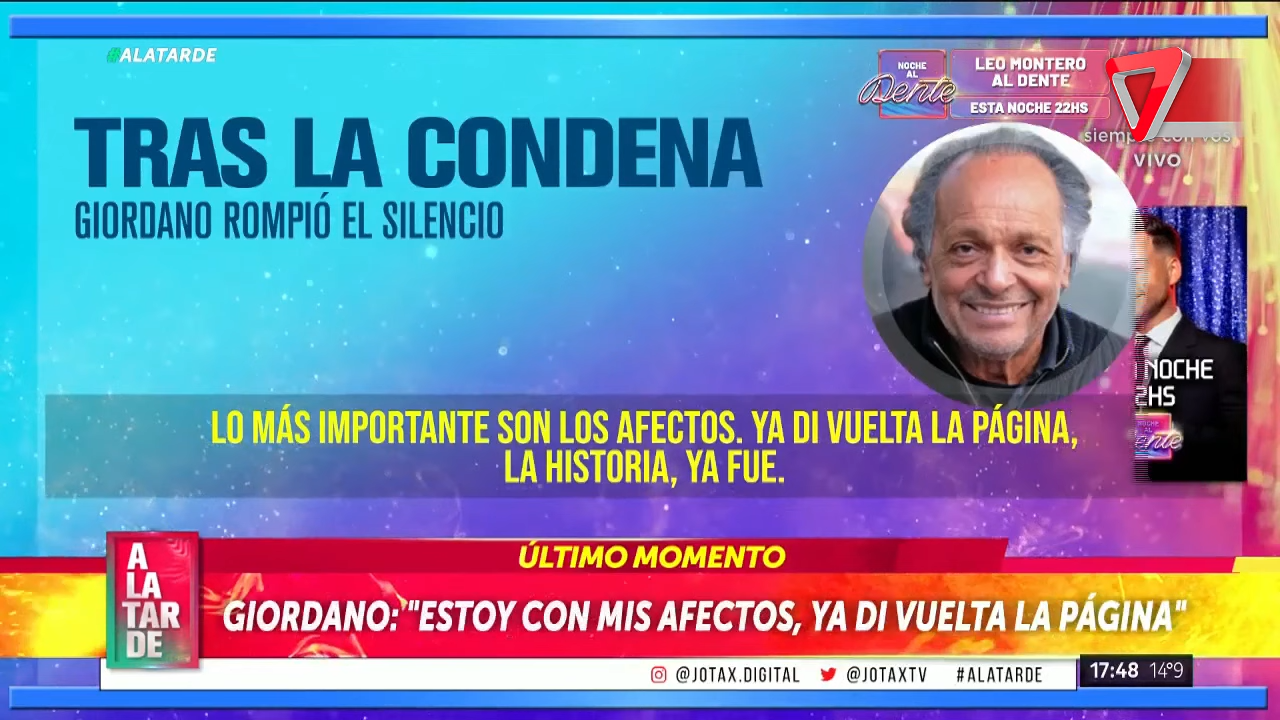 #ALATARDE
NOCHE
AL
Dente
LEO MONTERO
AL DENTE
ESTA NOCHE 22HS
VIVO
TRAS LA CONDENA
GIORDANO ROMPIÓ EL SILENCIO
NOCHE
LO MÁS IMPORTANTE SON LOS AFECTOS. YA DI VUELTA LA PÁGINA,
LA HISTORIA, YA FUE.
ÚLTIMO MOMENTO
A
LA
TAR
DE
GIORDANO: "ESTOY CON MIS AFECTOS, YA DI VUELTA LA PÁGINA"
@JOTAX.DIGITAL @JOTAXTV #ALATARDE
17:48 14°9